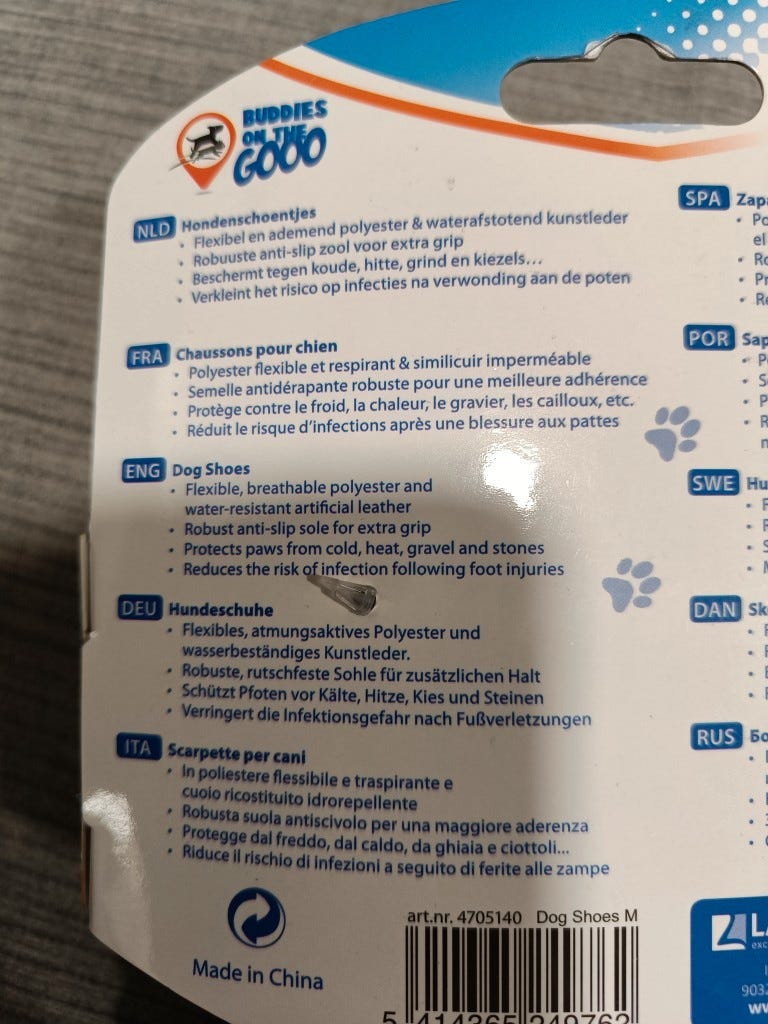 BUDDIES
ON THE
GOOO
NLD Hondenschoentjes
• Flexibel en ademend polyester & waterafstotend kunstleder
• Robuuste anti-slip zool voor extra grip
• Beschermt tegen koude, hitte, grind en kiezels...
• Verkleint het risico op infecties na verwonding aan de poten
FRA Chaussons pour chien
• Polyester flexible et respirant & similicuir imperméable
• Semelle antidérapante robuste pour une meilleure adhérence
• Protège contre le froid, la chaleur, le gravier, les cailloux, etc.
• Réduit le risque d'infections après une blessure aux pattes
ENG Dog Shoes
• Flexible, breathable polyester and
water-resistant artificial leather
• Robust anti-slip sole for extra grip
• Protects paws from cold, heat, gravel and stones
• Reduces the risk of infection following foot injuries
DEU Hundeschuhe
• Flexibles, atmungsaktives Polyester und
wasserbeständiges Kunstleder.
• Robuste, rutschfeste Sohle für zusätzlichen Halt
• Schützt Pfoten vor Kälte, Hitze, Kies und Steinen
• Verringert die Infektionsgefahr nach Fußverletzungen
ITA Scarpette per cani
• In poliestere flessibile e traspirante e
cuoio ricostituito idrorepellente
• Robusta suola antiscivolo per una maggiore aderenza
• Protegge dal freddo, dal caldo, da ghiaia e ciottoli...
• Riduce il rischio di infezioni a seguito di ferite alle zampe
Made in China
art.nr. 4705140 Dog Shoes M
5 414365 249762
SPA
POR
SWE
DAN
RUS